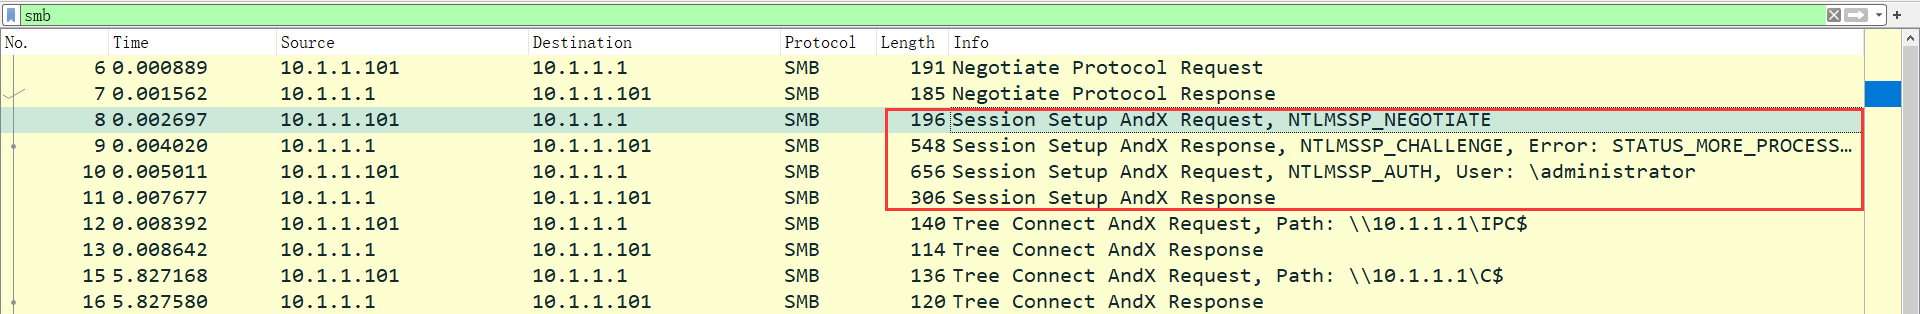 smb
No. Time Source Destination Protocol Length Info
6 0.000889 10.1.1.101 10.1.1.1 SMB 191 Negotiate Protocol Request
7 0.001562 10.1.1.1 10.1.1.101 SMB 185 Negotiate Protocol Response
8 0.002697 10.1.1.101 10.1.1.1 SMB 196 Session Setup AndX Request, NTLMSSP_NEGOTIATE
9 0.004020 10.1.1.1 10.1.1.101 SMB 548 Session Setup AndX Response, NTLMSSP_CHALLENGE, Error: STATUS_MORE_PROCESS…
10 0.005011 10.1.1.101 10.1.1.1 SMB 656 Session Setup AndX Request, NTLMSSP_AUTH, User: \administrator
11 0.007677 10.1.1.1 10.1.1.101 SMB 306 Session Setup AndX Response
12 0.008392 10.1.1.101 10.1.1.1 SMB 140 Tree Connect AndX Request, Path: \\10.1.1.1\IPC$
13 0.008642 10.1.1.1 10.1.1.101 SMB 114 Tree Connect AndX Response
15 5.827168 10.1.1.101 10.1.1.1 SMB 136 Tree Connect AndX Request, Path: \\10.1.1.1\C$
16 5.827580 10.1.1.1 10.1.1.101 SMB 120 Tree Connect AndX Response